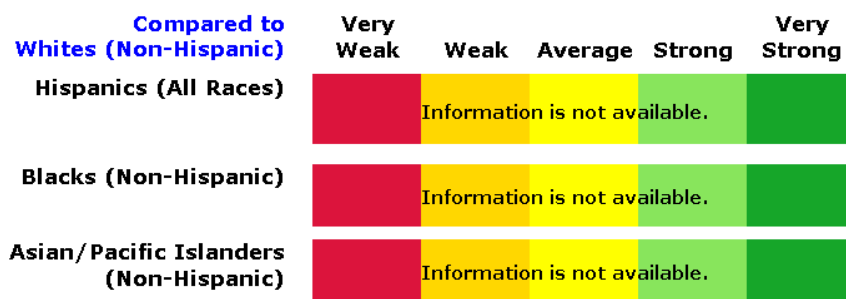 Compared to
Whites (Non-Hispanic)
Very
Weak
Weak
Average
Strong
Very
Strong
Hispanics (All Races)
Information is not available.
Blacks (Non-Hispanic)
Information is not available.
Asian/Pacific Islanders
(Non-Hispanic)
Information is not available.